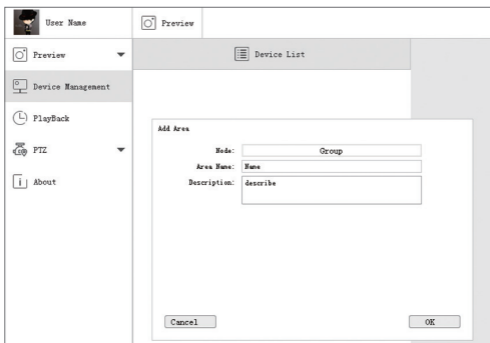 User Name
Preview
Preview
Device List
Device Management
PlayBack
PTZ
About
Add Area
Node:
Group
Area Name:
Name
Description:
describe
Cancel
OK